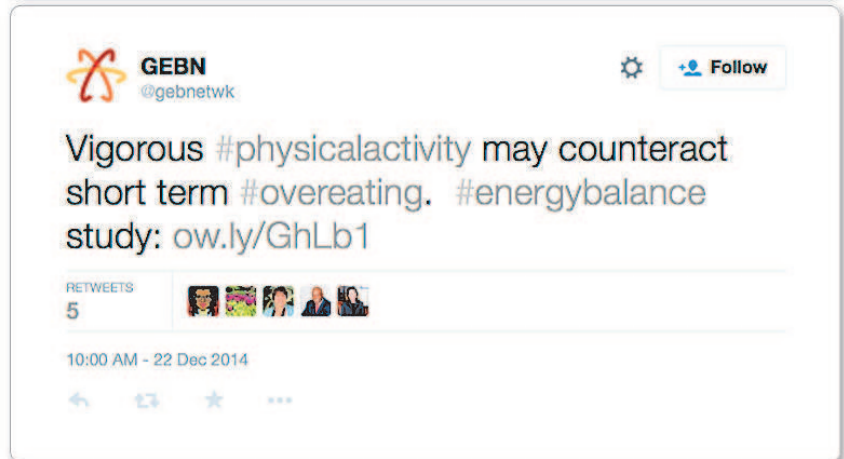 GEBN
@gebnetwk
Follow
Vigorous #physicalactivity may counteract
short term #overeating.  #energybalance
study: ow.ly/GhLb1
RETWEETS
5
10:00 AM - 22 Dec 2014